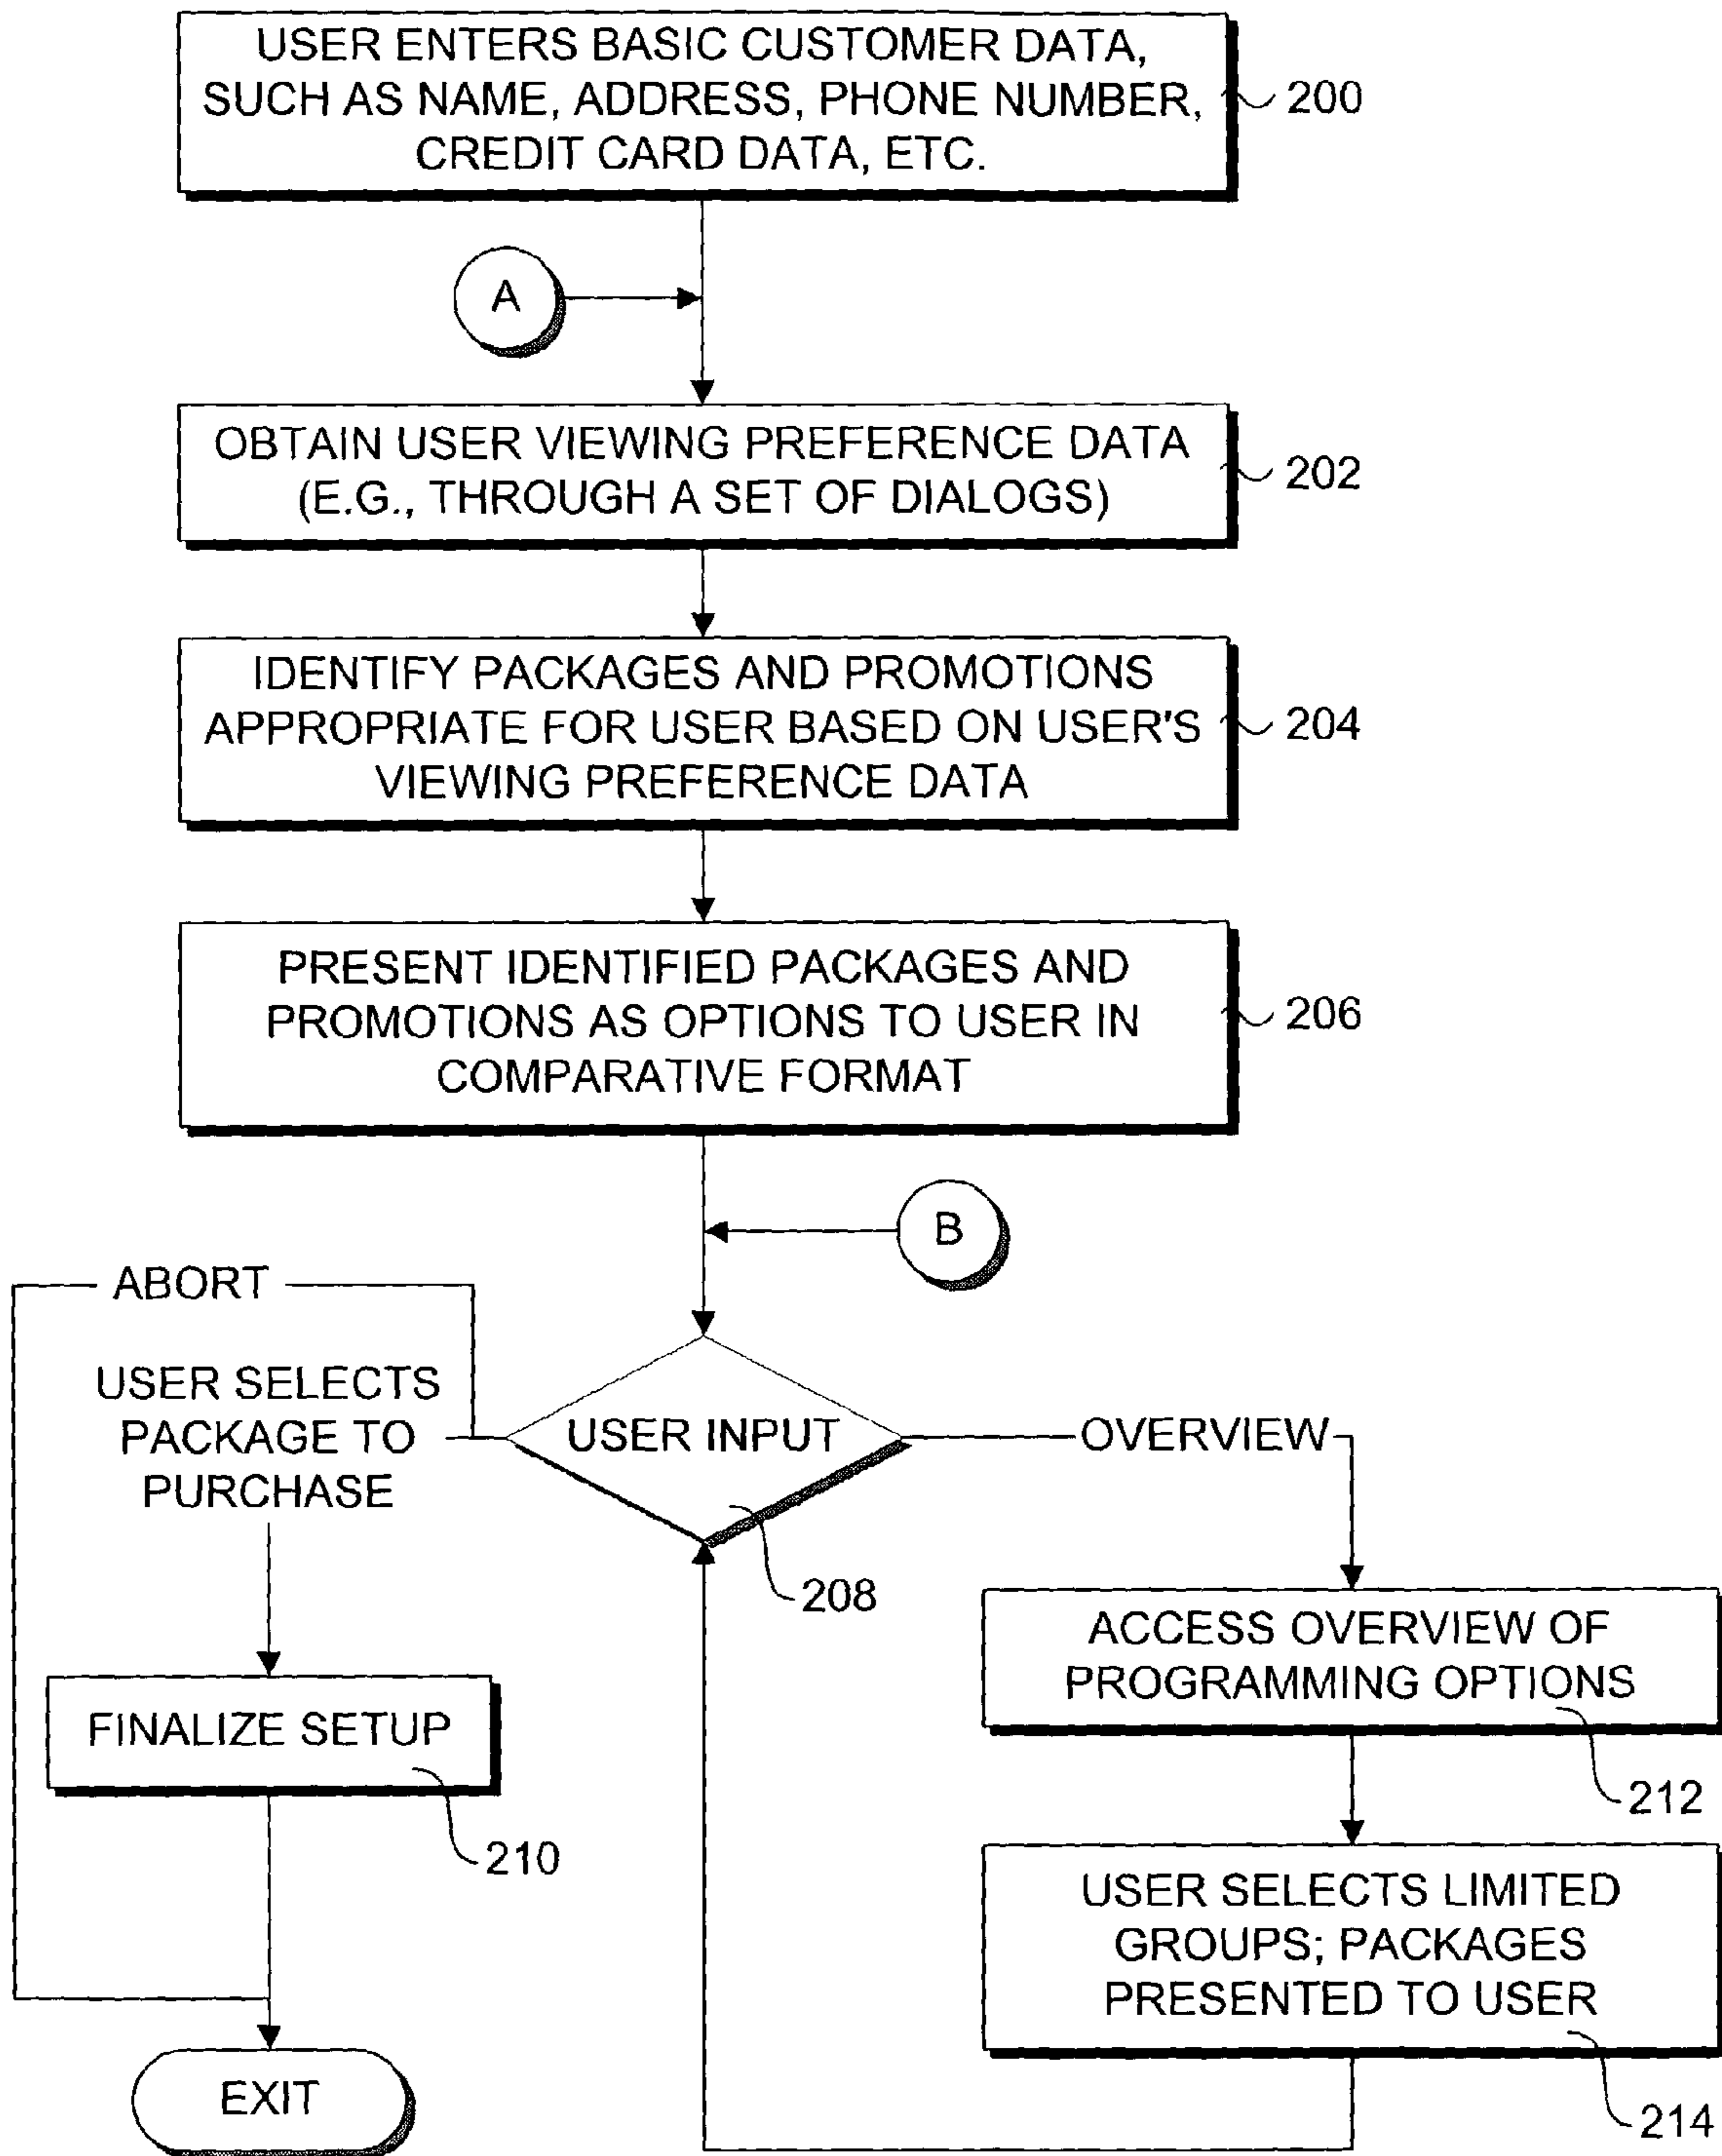 USER ENTERS BASIC CUSTOMER DATA,
SUCH AS NAME, ADDRESS, PHONE NUMBER,
CREDIT CARD DATA, ETC.
200
A
OBTAIN USER VIEWING PREFERENCE DATA
(E.G., THROUGH A SET OF DIALOGS)
202
IDENTIFY PACKAGES AND PROMOTIONS
APPROPRIATE FOR USER BASED ON USER'S
VIEWING PREFERENCE DATA
204
PRESENT IDENTIFIED PACKAGES AND
PROMOTIONS AS OPTIONS TO USER IN
COMPARATIVE FORMAT
206
B
ABORT
USER SELECTS
PACKAGE TO
PURCHASE
USER INPUT
208
OVERVIEW
FINALIZE SETUP
210
ACCESS OVERVIEW OF
PROGRAMMING OPTIONS
212
USER SELECTS LIMITED
GROUPS; PACKAGES
PRESENTED TO USER
214
EXIT